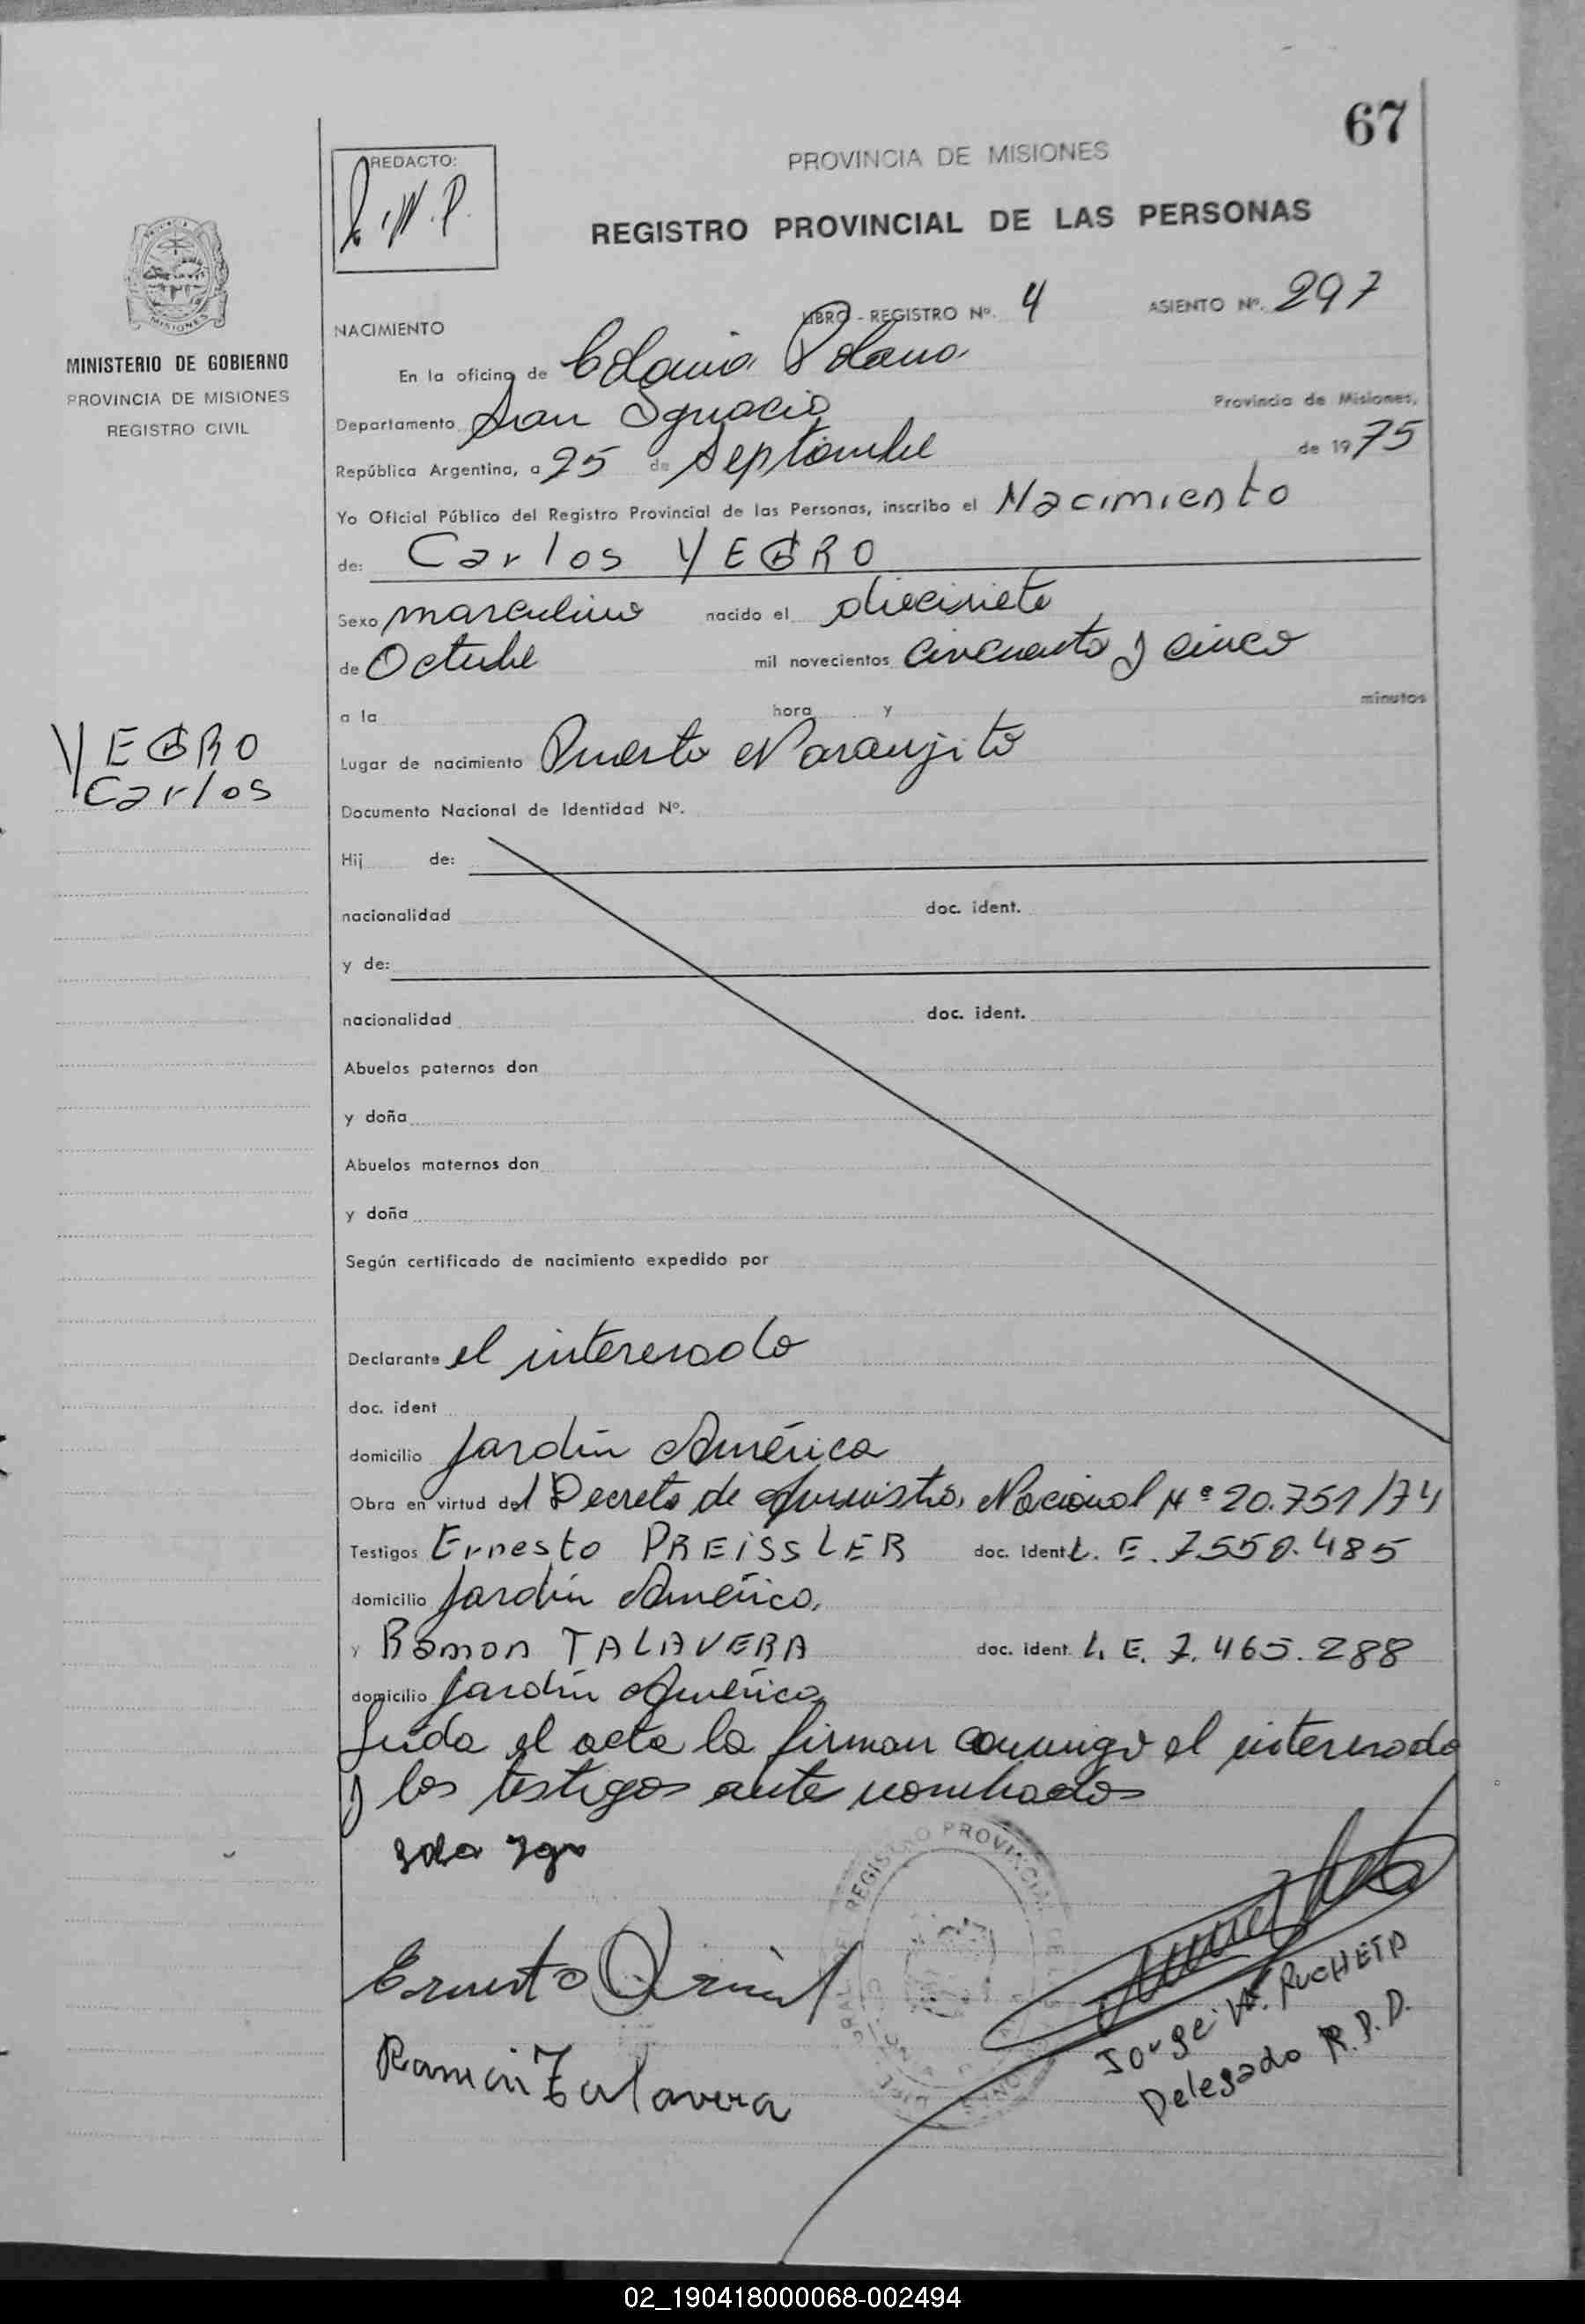 67
REDACTO:
PROVINCIA DE MISIONES
REGISTRO PROVINCIAL DE LAS PERSONAS
MISIONES
MINISTERIO DE GOBIERNO
PROVINCIA DE MISIONES
REGISTRO CIVIL
LIBRO - REGISTRO Nº. 4 ASIENTO Nº. 297
NACIMIENTO
En la oficina de Colonia Polana
Departamento San Ignacio Provincia de Misiones,
República Argentina, a 25 de Septiembre de 1975
Yo Oficial Público del Registro Provincial de las Personas, inscribo el Nacimiento
de: Carlos YEGRO
Sexo masculino nacido el diecisiete
de Octubre mil novecientos cincuenta y cinco
a la hora y minutos
YEGRO
Carlos
Lugar de nacimiento Puerto Naranjito
Documento Nacional de Identidad Nº.
Hij de:
nacionalidad doc. ident.
y de:
nacionalidad doc. ident.
Abuelos paternos don
y doña
Abuelos maternos don
y doña
Según certificado de nacimiento expedido por
Declarante el interesado
doc. ident
domicilio Jardín América
Obra en virtud del Decreto de Amnistía Nacional Nº 20.751/74
Testigos Ernesto PREISSLER doc. ident L. E. 7.550.485
domicilio Jardín América
y Ramon TALAVERA doc. ident. L. E. 7.465.288
domicilio Jardín América
Leída el acta la firman conmigo el interesado
y los testigos ante nombrados
Ernesto
Ramón Talavera
Jorge W. RUCHETA
Delegado R.P.D.
02_190418000068-002494